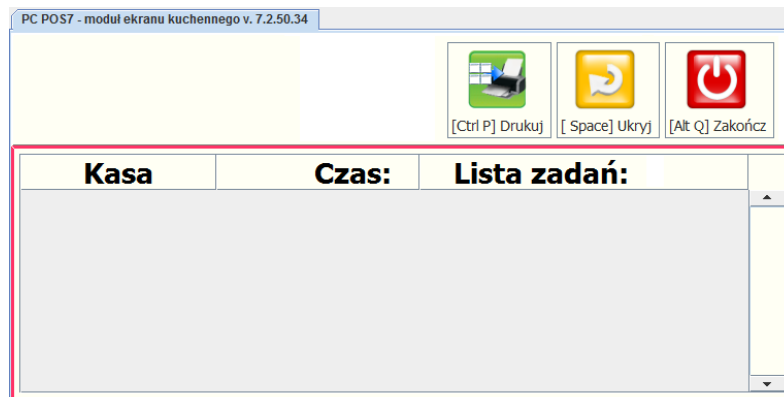 PC POS7 - moduł ekranu kuchennego v. 7.2.50.34
[Ctrl P] Drukuj [ Space] Ukryj [Alt Q] Zakończ
Kasa Czas: Lista zadań: